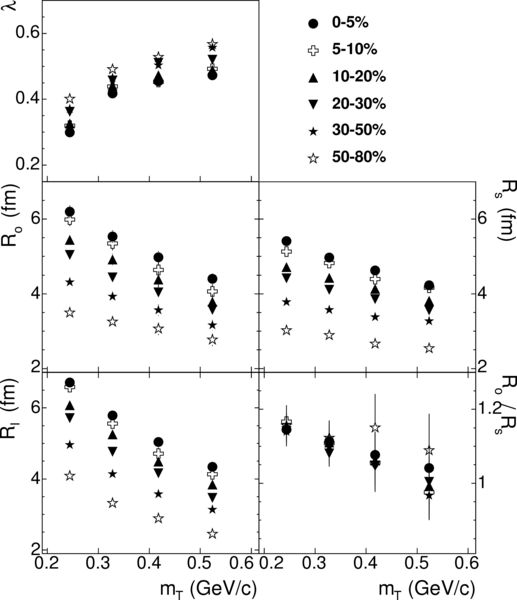 λ
0.6
0.4
0.2
0-5%
5-10%
10-20%
20-30%
30-50%
50-80%
R_o (fm)
6
4
2
R_s (fm)
6
4
2
R_l (fm)
6
4
2
R_o / R_s
1.2
1
0.2 0.3 0.4 0.5 0.6
m_T (GeV/c)
0.2 0.3 0.4 0.5 0.6
m_T (GeV/c)